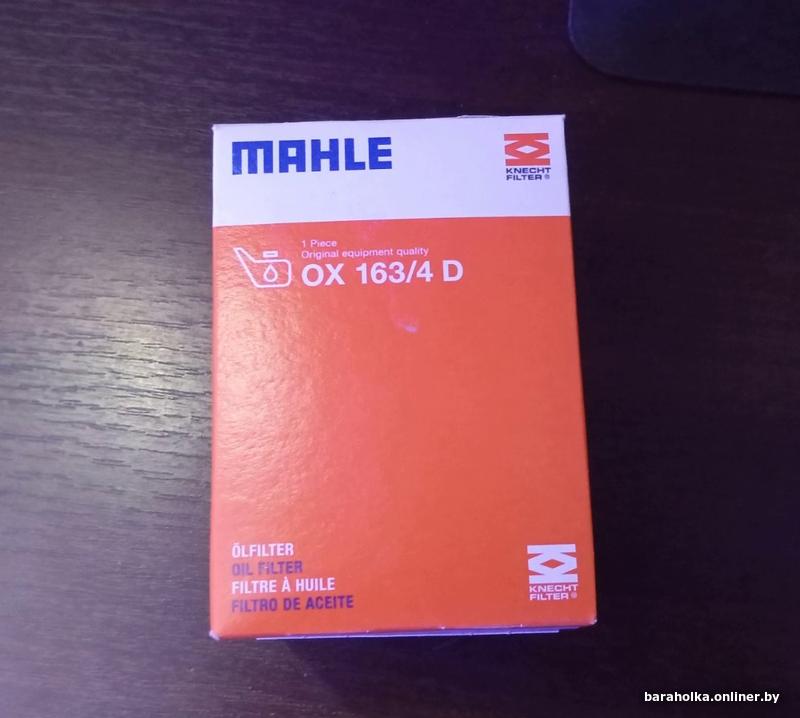 MAHLE
KNECHT
FILTER®
1 Piece
Original equipment quality
OX 163/4 D
ÖLFILTER
OIL FILTER
FILTRE À HUILE
FILTRO DE ACEITE
KNECHT
FILTER®
baraholka.onliner.by